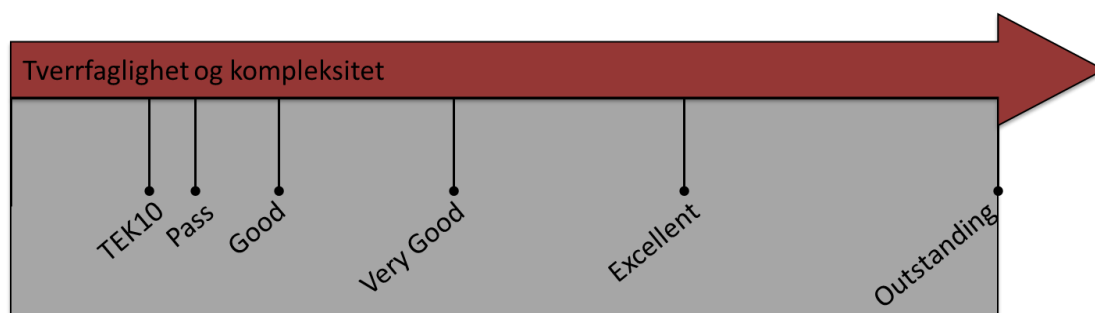 Tverrfaglighet og kompleksitet
TEK10
Pass
Good
Very Good
Excellent
Outstanding